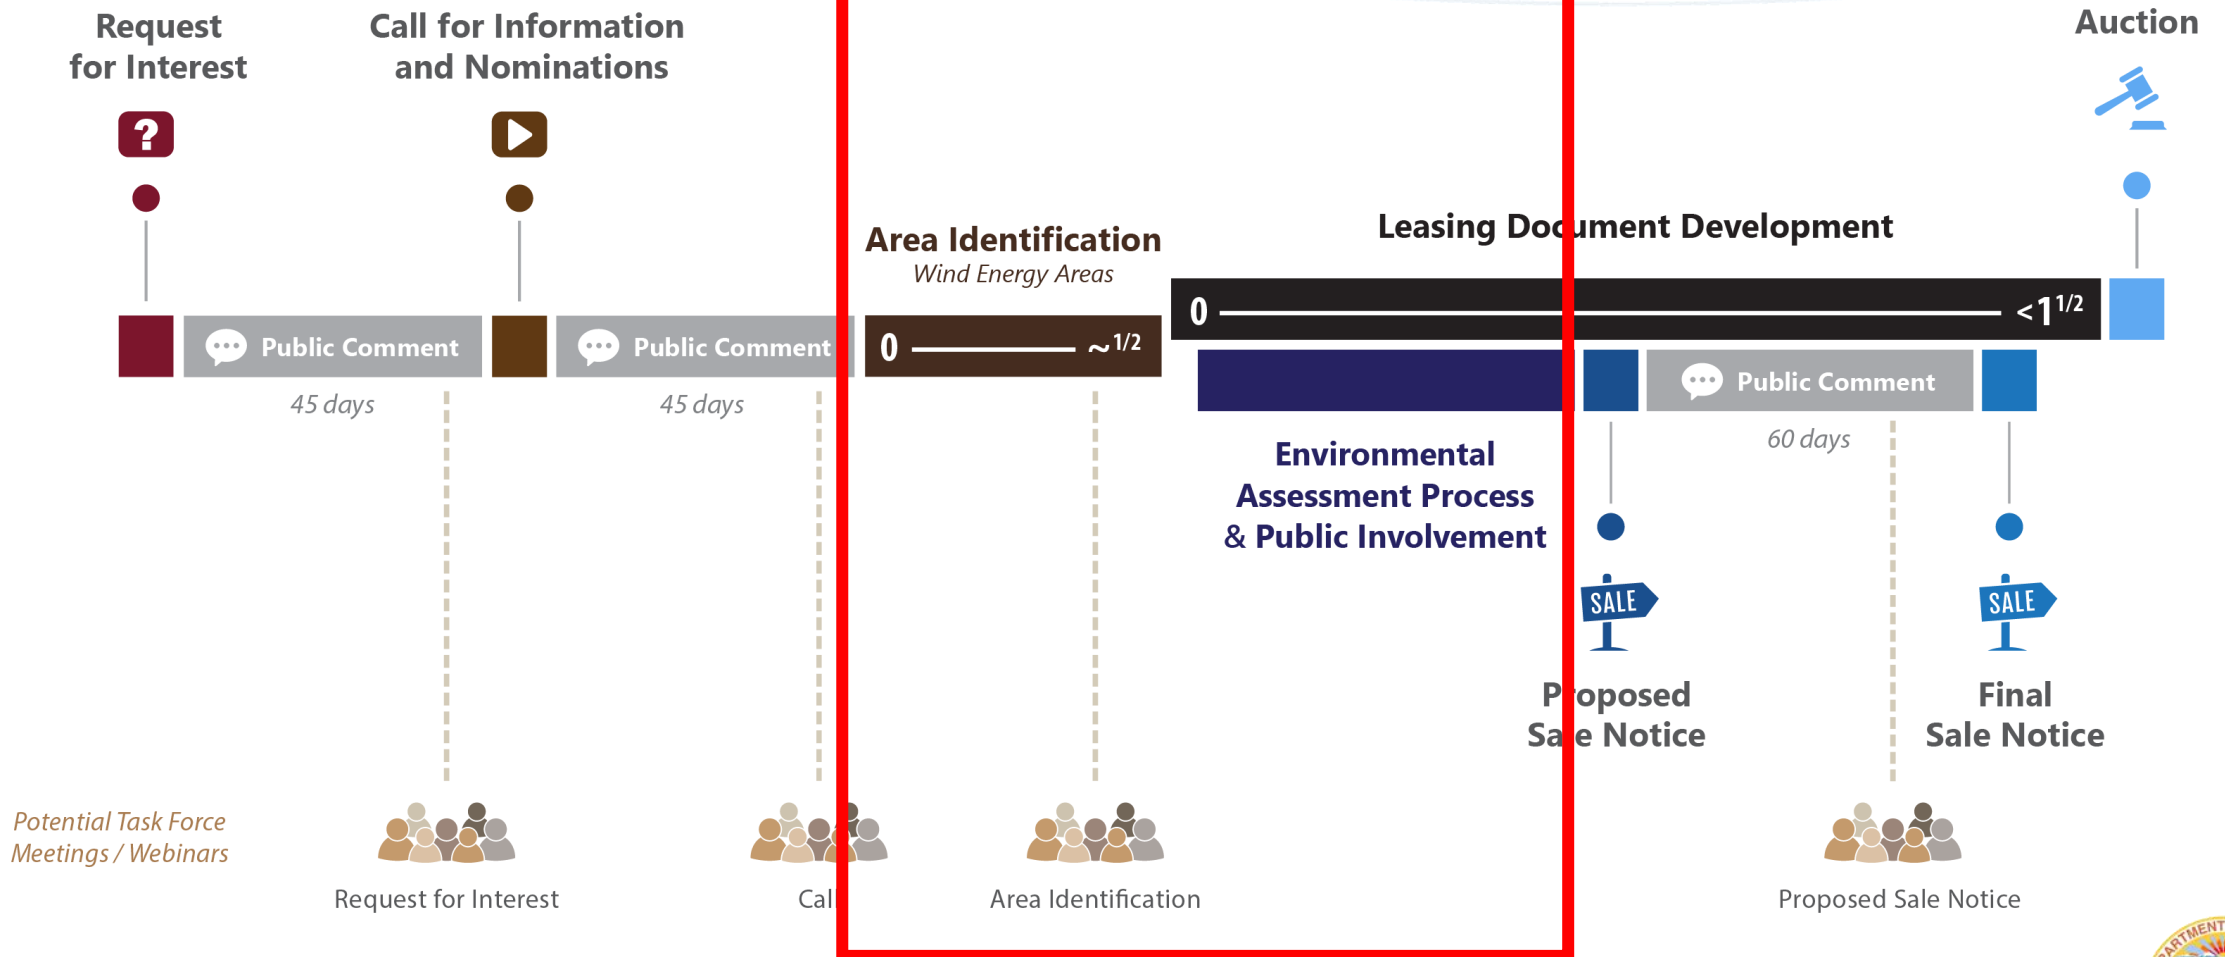 Request
for Interest
Call for Information
and Nominations
Auction
?
Area Identification
Wind Energy Areas
Leasing Document Development
0
<1 1/2
Public Comment
Public Comment
0
~1/2
Public Comment
45 days
45 days
60 days
Environmental
Assessment Process
& Public Involvement
SALE
SALE
Proposed
Sale Notice
Final
Sale Notice
Potential Task Force
Meetings / Webinars
Request for Interest
Call
Area Identification
Proposed Sale Notice